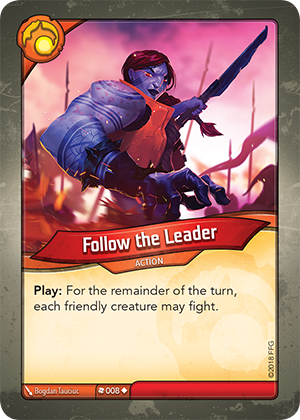 Follow the Leader
ACTION
Play: For the remainder of the turn,
each friendly creature may fight.
©2018 FFG
Bogdan Tauciuc
008